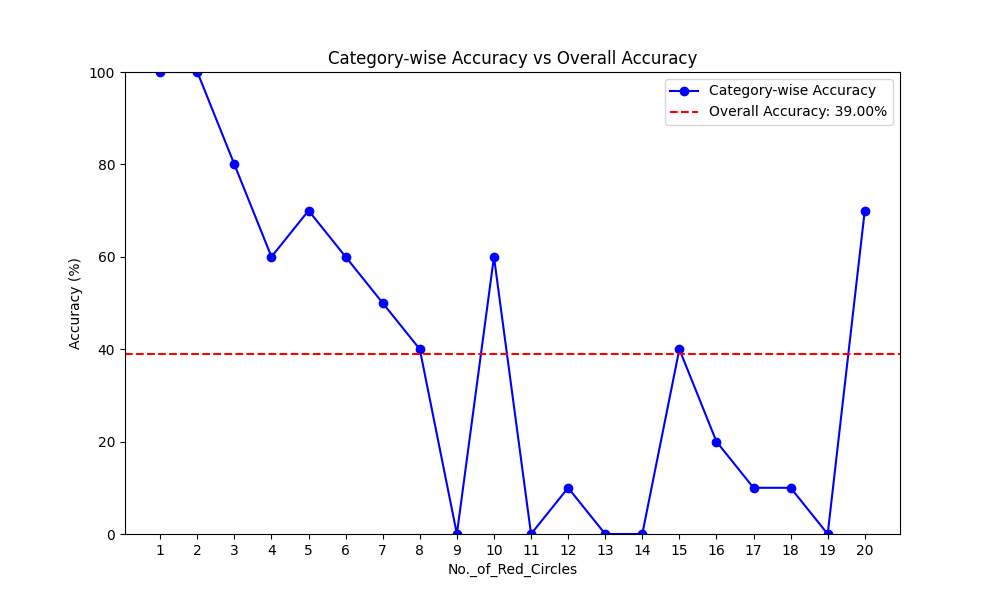 Category-wise Accuracy vs Overall Accuracy
Category-wise Accuracy
Overall Accuracy: 39.00%
Accuracy (%)
100
80
60
40
20
0
1 2 3 4 5 6 7 8 9 10 11 12 13 14 15 16 17 18 19 20
No._of_Red_Circles